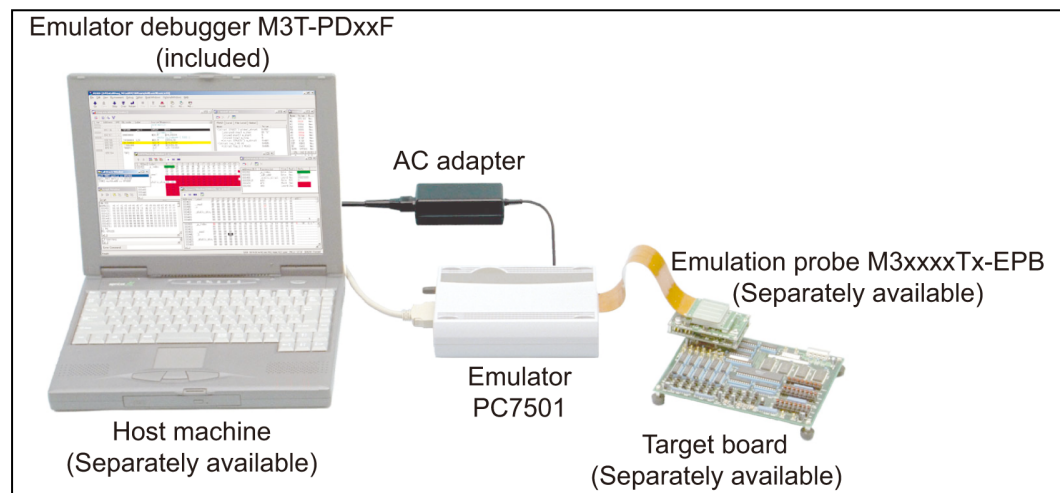 Emulator debugger M3T-PDxxF
(included)
AC adapter
Emulation probe M3xxxxTx-EPB
(Separately available)
Emulator
PC7501
Host machine
(Separately available)
Target board
(Separately available)